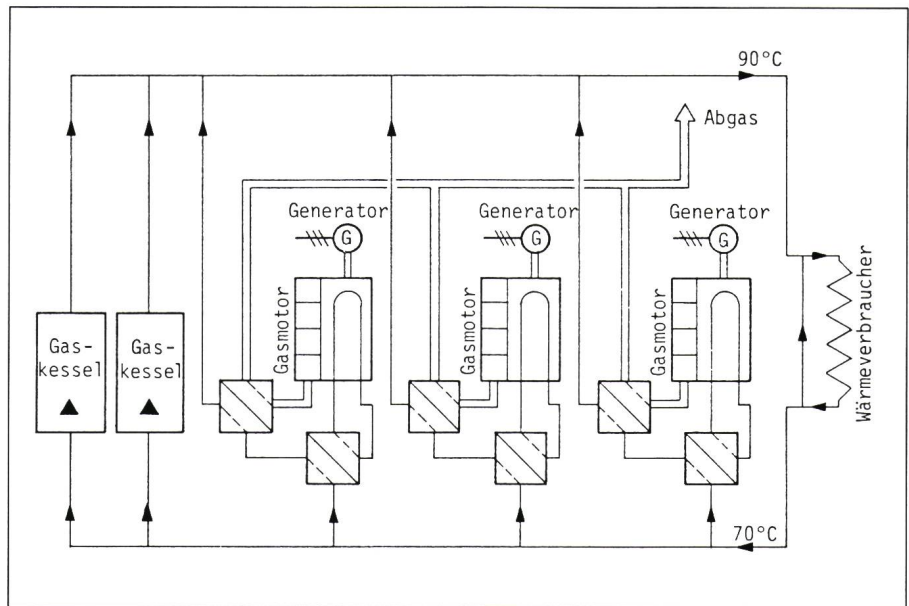 90°C
Abgas
Generator
Generator
Generator
G
G
G
Gasmotor
Gasmotor
Gasmotor
Gas-
kessel
Gas-
kessel
Wärmeverbraucher
70°C